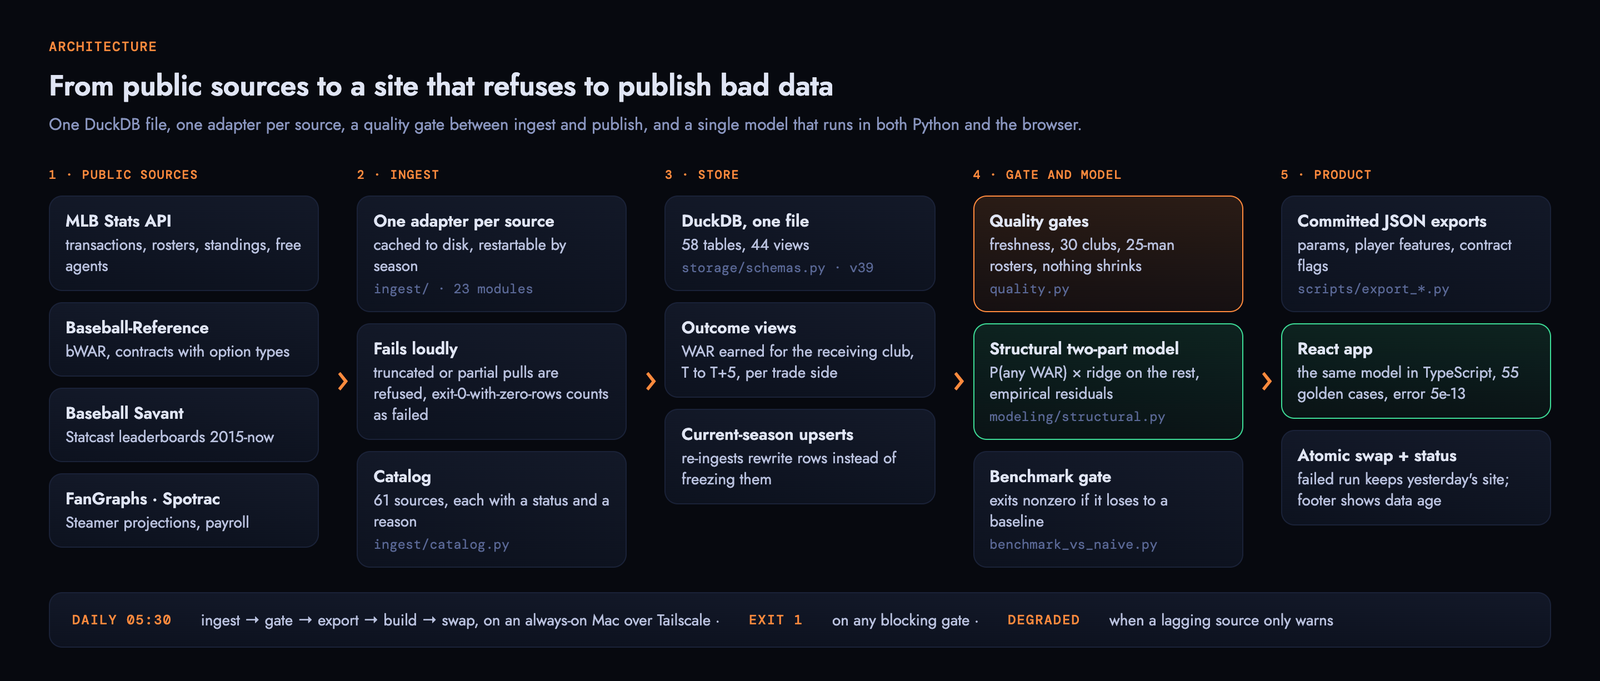 ARCHITECTURE
From public sources to a site that refuses to publish bad data
One DuckDB file, one adapter per source, a quality gate between ingest and publish, and a single model that runs in both Python and the browser.
1 · PUBLIC SOURCES
MLB Stats API
transactions, rosters, standings, free
agents
Baseball-Reference
bWAR, contracts with option types
Baseball Savant
Statcast leaderboards 2015-now
FanGraphs · Spotrac
Steamer projections, payroll
2 · INGEST
One adapter per source
cached to disk, restartable by
season
ingest/ · 23 modules
Fails loudly
truncated or partial pulls are
refused, exit-0-with-zero-rows counts
as failed
Catalog
61 sources, each with a status and a
reason
ingest/catalog.py
3 · STORE
DuckDB, one file
58 tables, 44 views
storage/schemas.py · v39
Outcome views
WAR earned for the receiving club,
T to T+5, per trade side
Current-season upserts
re-ingests rewrite rows instead of
freezing them
4 · GATE AND MODEL
Quality gates
freshness, 30 clubs, 25-man
rosters, nothing shrinks
quality.py
Structural two-part model
P(any WAR) × ridge on the rest,
empirical residuals
modeling/structural.py
Benchmark gate
exits nonzero if it loses to a
baseline
benchmark_vs_naive.py
5 · PRODUCT
Committed JSON exports
params, player features, contract
flags
scripts/export_*.py
React app
the same model in TypeScript, 55
golden cases, error 5e-13
Atomic swap + status
failed run keeps yesterday's site;
footer shows data age
DAILY 05:30 ingest → gate → export → build → swap, on an always-on Mac over Tailscale · EXIT 1 on any blocking gate · DEGRADED when a lagging source only warns